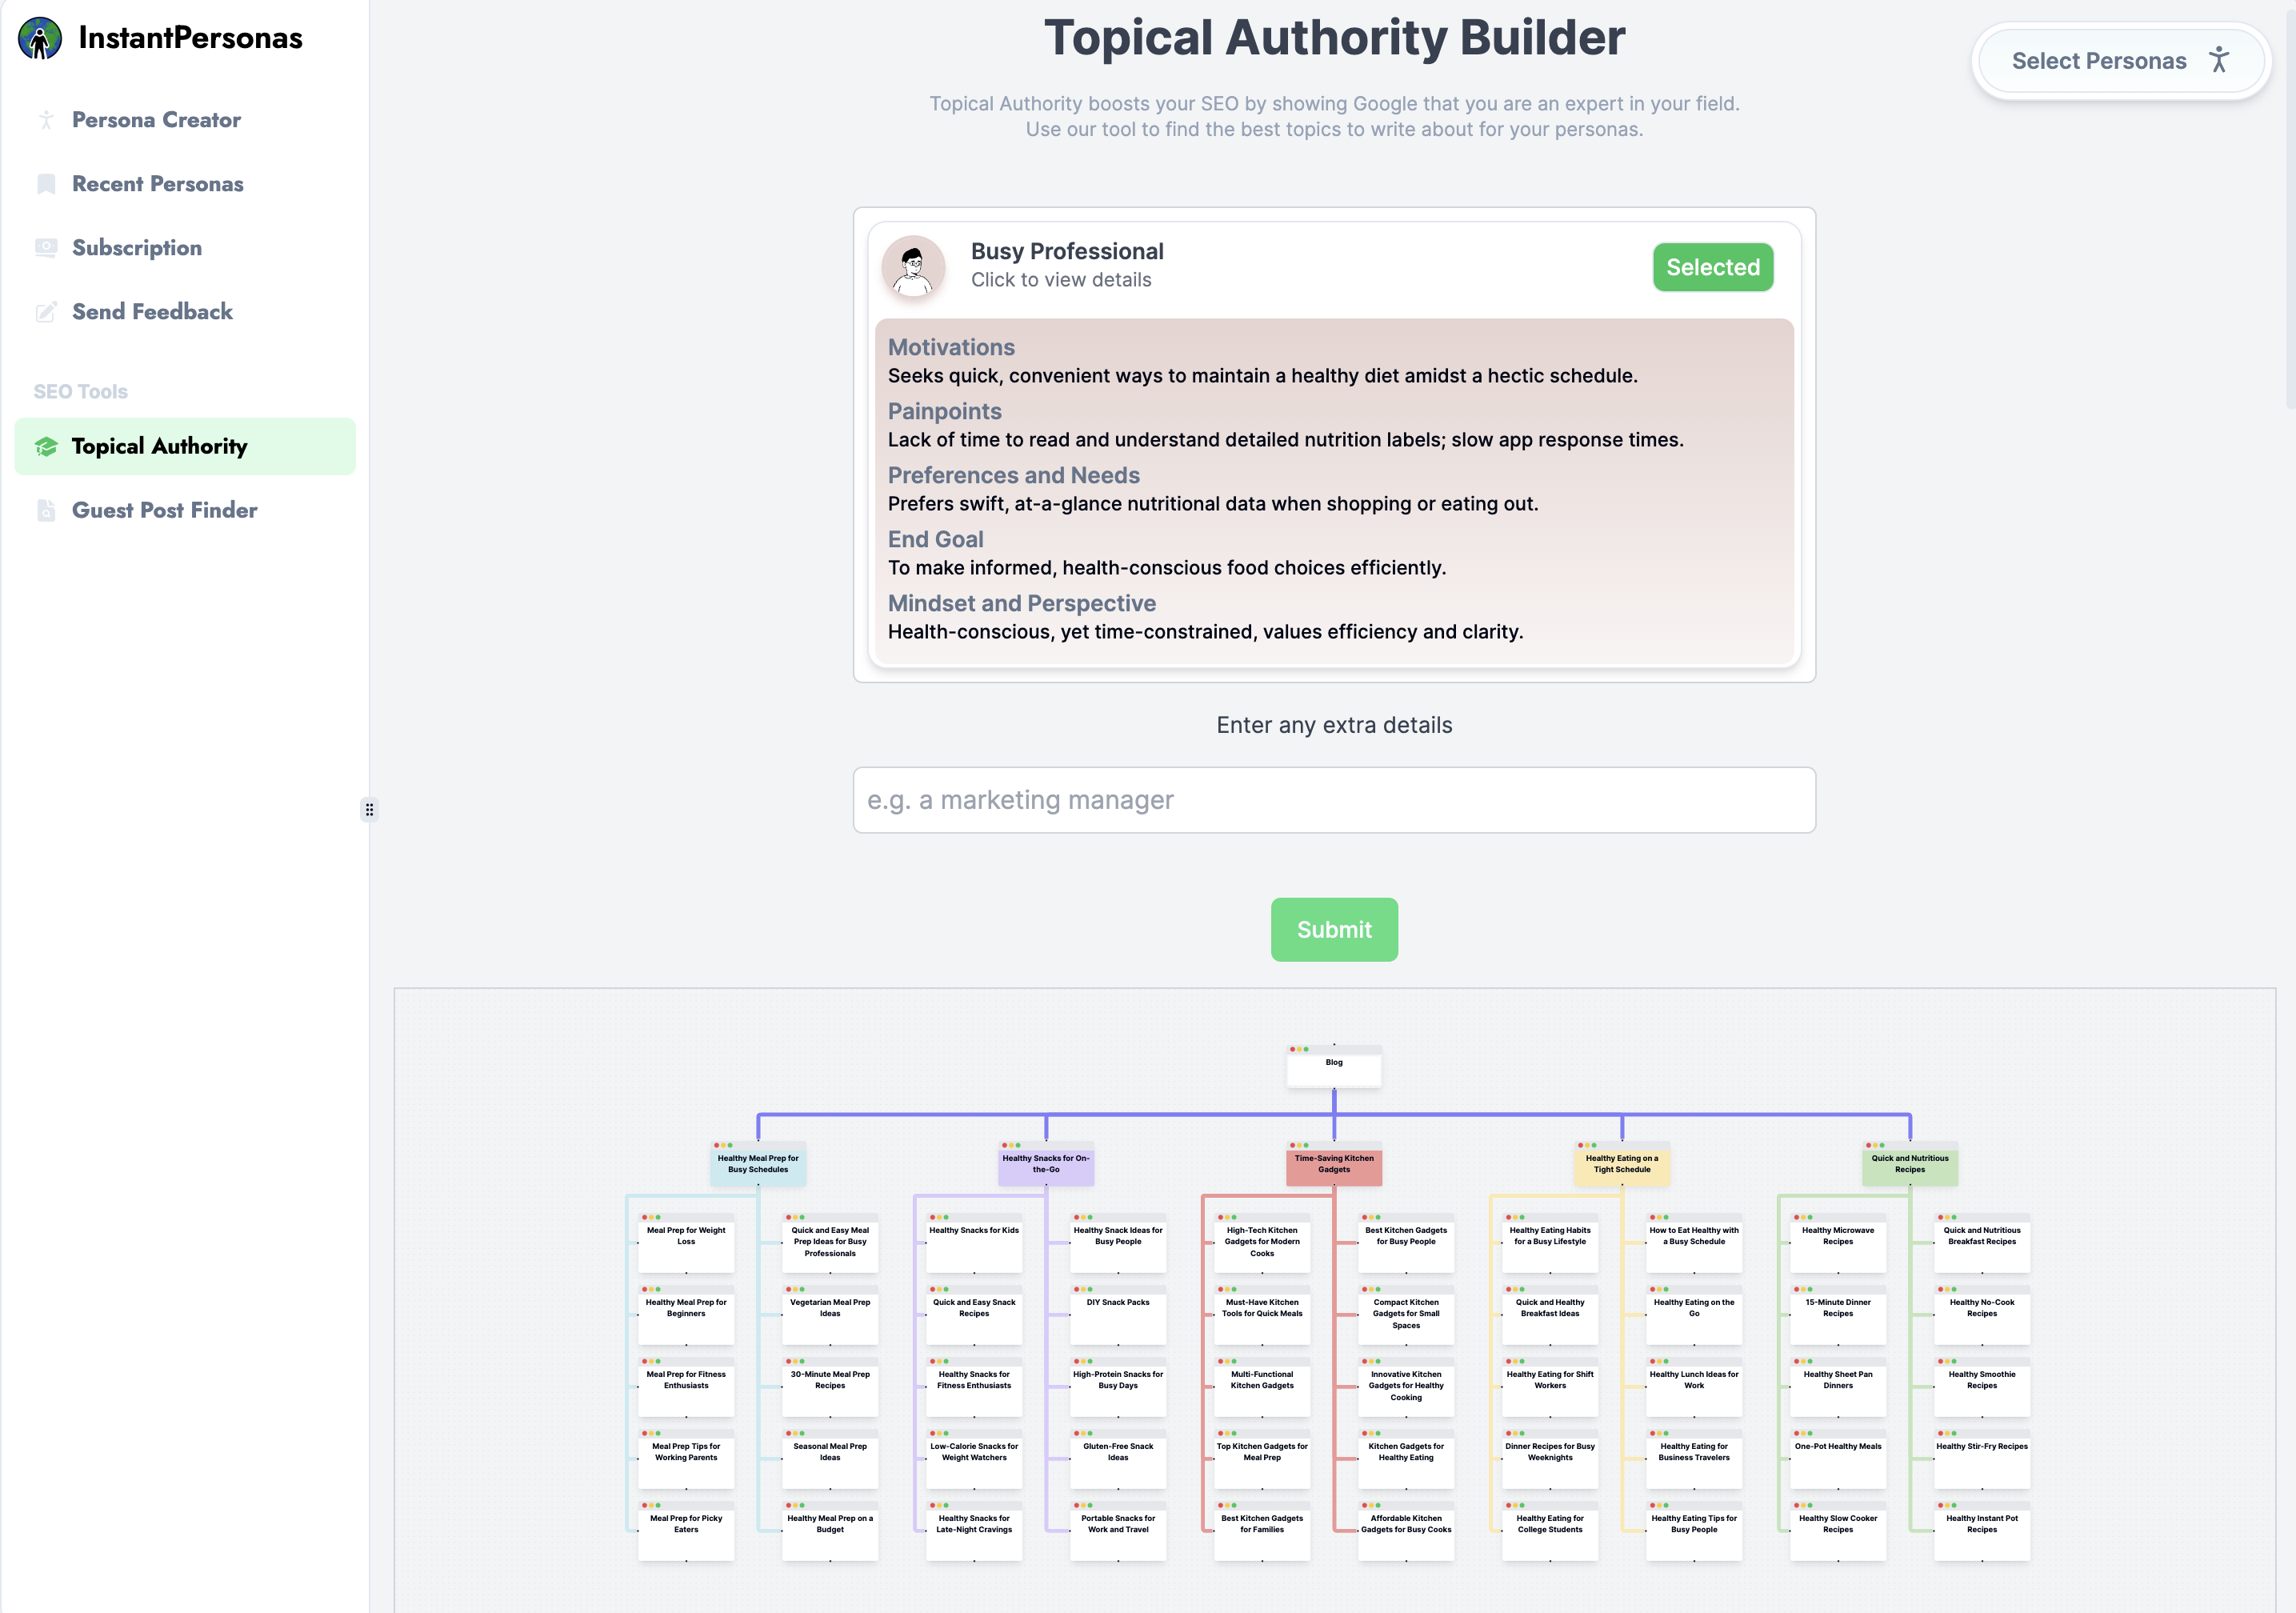 InstantPersonas
Persona Creator
Recent Personas
Subscription
Send Feedback
SEO Tools
Topical Authority
Guest Post Finder
Topical Authority Builder
Topical Authority boosts your SEO by showing Google that you are an expert in your field.
Use our tool to find the best topics to write about for your personas.
Select Personas
Busy Professional
Click to view details
Selected
Motivations
Seeks quick, convenient ways to maintain a healthy diet amidst a hectic schedule.
Painpoints
Lack of time to read and understand detailed nutrition labels; slow app response times.
Preferences and Needs
Prefers swift, at-a-glance nutritional data when shopping or eating out.
End Goal
To make informed, health-conscious food choices efficiently.
Mindset and Perspective
Health-conscious, yet time-constrained, values efficiency and clarity.
Enter any extra details
e.g. a marketing manager
Submit
Blog
Healthy Meal Prep for
Busy Schedules
Healthy Snacks for On-
the-Go
Time-Saving Kitchen
Gadgets
Healthy Eating on a
Tight Schedule
Quick and Nutritious
Recipes
Meal Prep for Weight
Loss
Quick and Easy Meal
Prep Ideas for Busy
Professionals
Healthy Snacks for Kids
Healthy Snack Ideas for
Busy People
High-Tech Kitchen
Gadgets for Modern
Cooks
Best Kitchen Gadgets
for Busy People
Healthy Eating Habits
for a Busy Lifestyle
How to Eat Healthy with
a Busy Schedule
Healthy Microwave
Recipes
Quick and Nutritious
Breakfast Recipes
Healthy Meal Prep for
Beginners
Vegetarian Meal Prep
Ideas
Quick and Easy Snack
Recipes
DIY Snack Packs
Must-Have Kitchen
Tools for Quick Meals
Compact Kitchen
Gadgets for Small
Spaces
Quick and Healthy
Breakfast Ideas
Healthy Eating on the
Go
15-Minute Dinner
Recipes
Healthy No-Cook
Recipes
Meal Prep for Fitness
Enthusiasts
30-Minute Meal Prep
Recipes
Healthy Snacks for
Fitness Enthusiasts
High-Protein Snacks for
Busy Days
Multi-Functional
Kitchen Gadgets
Innovative Kitchen
Gadgets for Healthy
Cooking
Healthy Eating for Shift
Workers
Healthy Lunch Ideas for
Work
Healthy Sheet Pan
Dinners
Healthy Smoothie
Recipes
Meal Prep Tips for
Working Parents
Seasonal Meal Prep
Ideas
Low-Calorie Snacks for
Weight Watchers
Gluten-Free Snack
Ideas
Top Kitchen Gadgets for
Meal Prep
Kitchen Gadgets for
Healthy Eating
Dinner Recipes for Busy
Weeknights
Healthy Eating for
Business Travelers
One-Pot Healthy Meals
Healthy Stir-Fry Recipes
Meal Prep for Picky
Eaters
Healthy Meal Prep on a
Budget
Healthy Snacks for
Late-Night Cravings
Portable Snacks for
Work and Travel
Best Kitchen Gadgets
for Families
Affordable Kitchen
Gadgets for Busy Cooks
Healthy Eating for
College Students
Healthy Eating Tips for
Busy People
Healthy Slow Cooker
Recipes
Healthy Instant Pot
Recipes